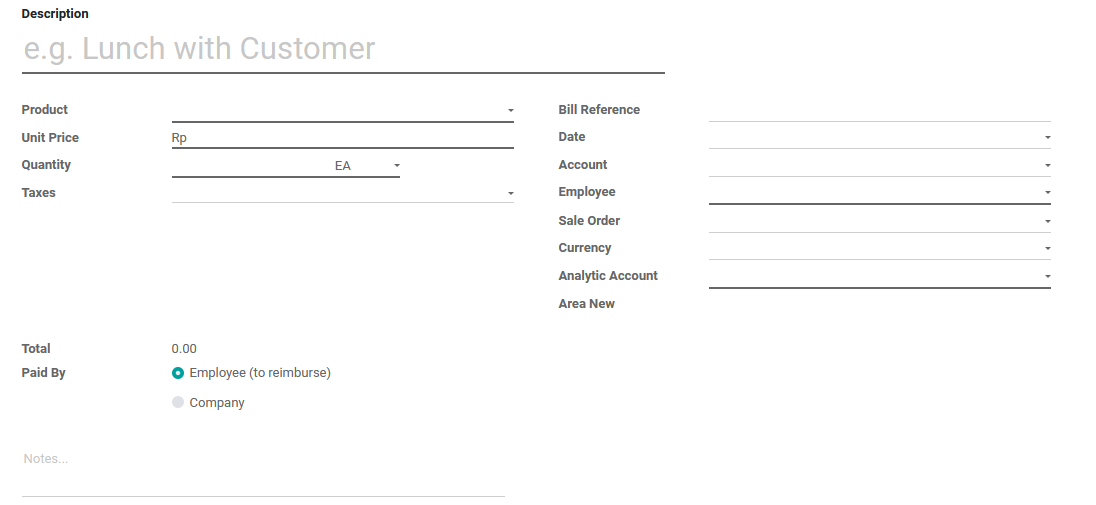 Description
e.g. Lunch with Customer
Product
Unit Price Rp
Quantity EA
Taxes
Bill Reference
Date
Account
Employee
Sale Order
Currency
Analytic Account
Area New
Total 0.00
Paid By Employee (to reimburse)
Company
Notes...